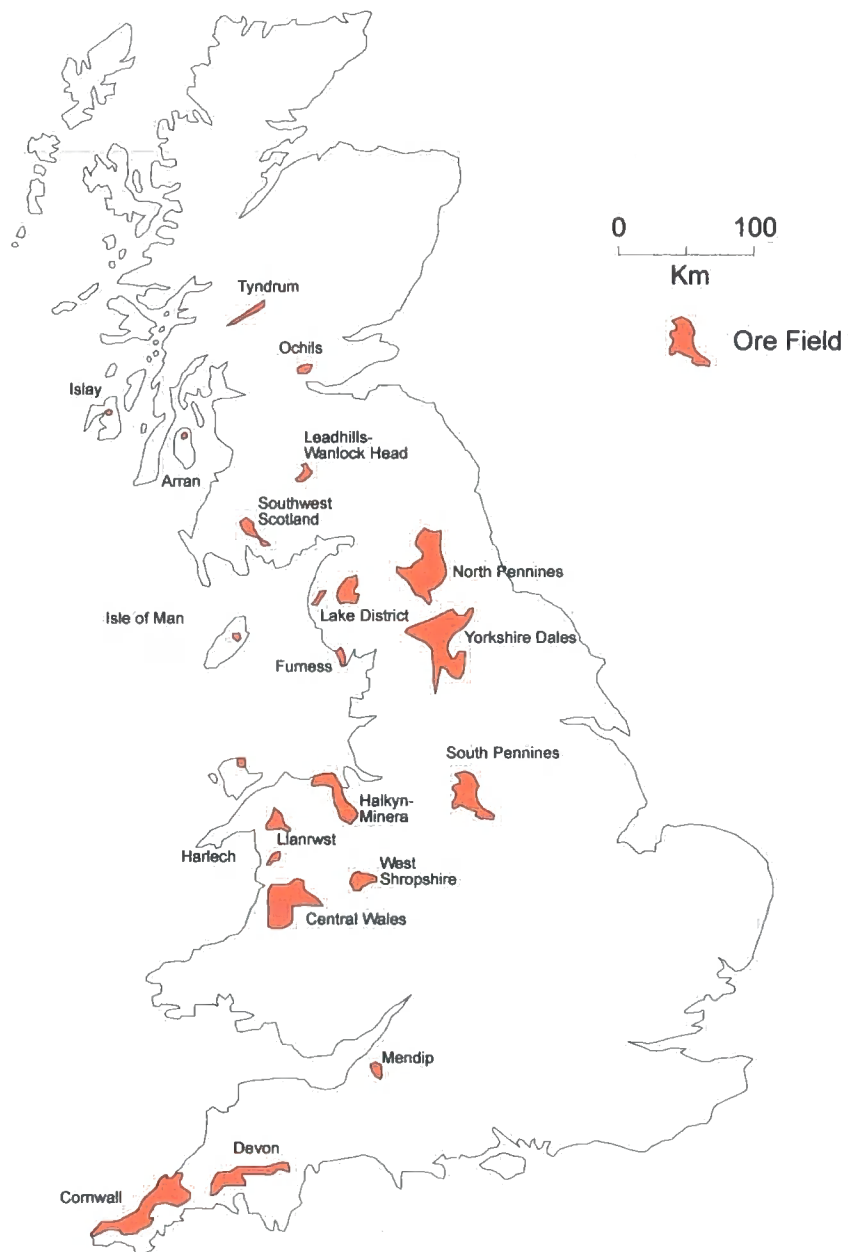 0 100
Km
Ore Field
Tyndrum
Ochils
Islay
Leadhills-
Wanlock Head
Arran
Southwest
Scotland
North Pennines
Isle of Man
Lake District
Yorkshire Dales
Furness
South Pennines
Halkyn-
Minera
Llanrwst
Harlech
West
Shropshire
Central Wales
Mendip
Devon
Cornwall